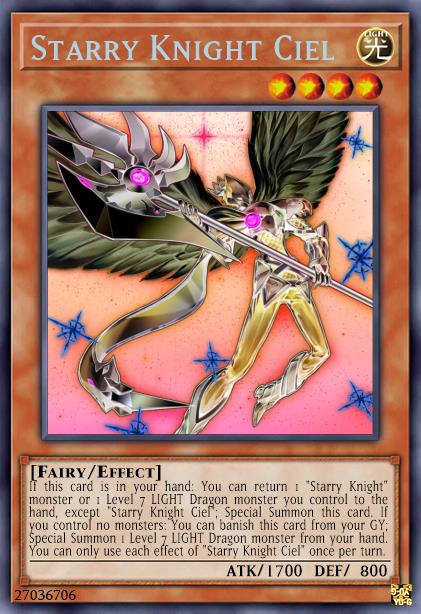 STARRY KNIGHT CIEL
LIGHT
光
[FAIRY/EFFECT]
If this card is in your hand: You can return 1 "Starry Knight"
monster or 1 Level 7 LIGHT Dragon monster you control to the
hand, except "Starry Knight Ciel"; Special Summon this card. If
you control no monsters: You can banish this card from your GY;
Special Summon 1 Level 7 LIGHT Dragon monster from your hand.
You can only use each effect of "Starry Knight Ciel" once per turn.
ATK/1700 DEF/ 800
27036706